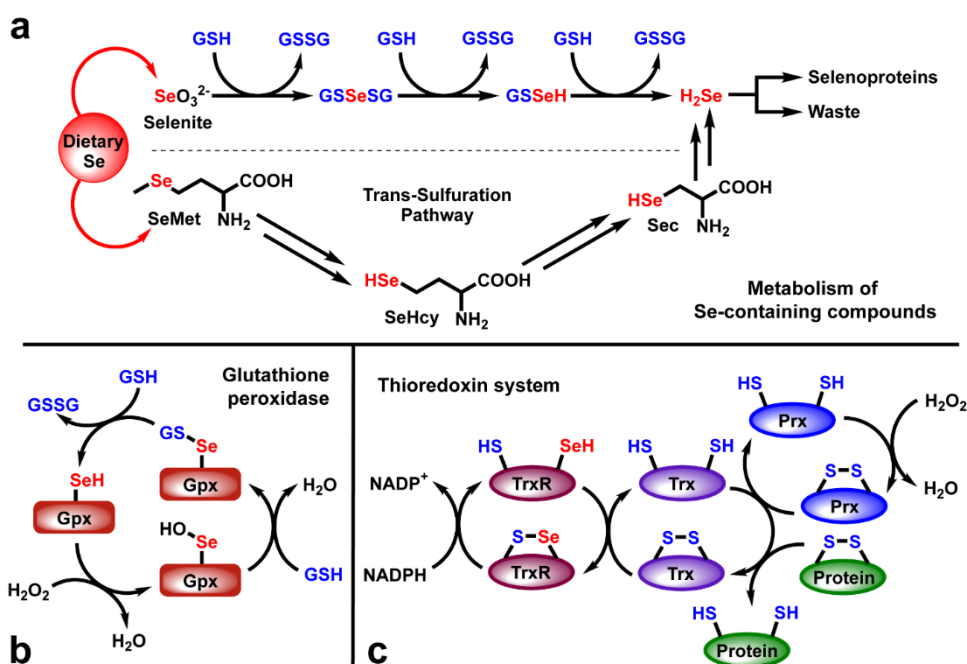 a
GSH GSSG GSH GSSG GSH GSSG
SeO₃²⁻ GSSeSG GSSeH H₂Se Selenoproteins
Selenite Waste
Dietary
Se
Se COOH
NH₂
SeMet
Trans-Sulfuration
Pathway
HSe COOH
NH₂
Sec
HSe COOH
NH₂
SeHcy
Metabolism of
Se-containing compounds
GSH
GSSG
Glutathione
peroxidase
GS
Se
SeH
Gpx
Gpx
H₂O
HO
Se
Gpx
H₂O₂
GSH
H₂O
b
Thioredoxin system
HS SH
Prx
H₂O₂
HS SeH
TrxR
HS SH
Trx
NADP⁺
S–S
Prx
H₂O
NADPH
S–Se
TrxR
S–S
Trx
S–S
Protein
HS SH
Protein
c